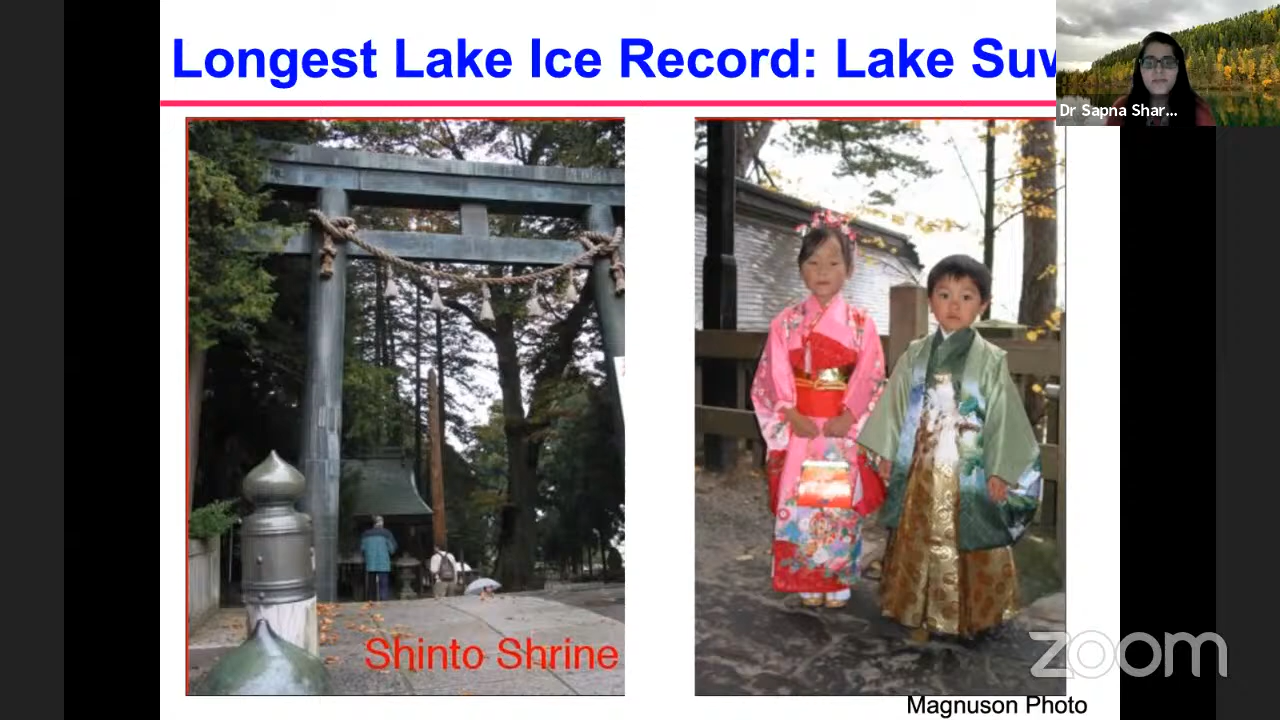 Longest Lake Ice Record: Lake Suw
Dr Sapna Shar...
Shinto Shrine
zoom
Magnuson Photo